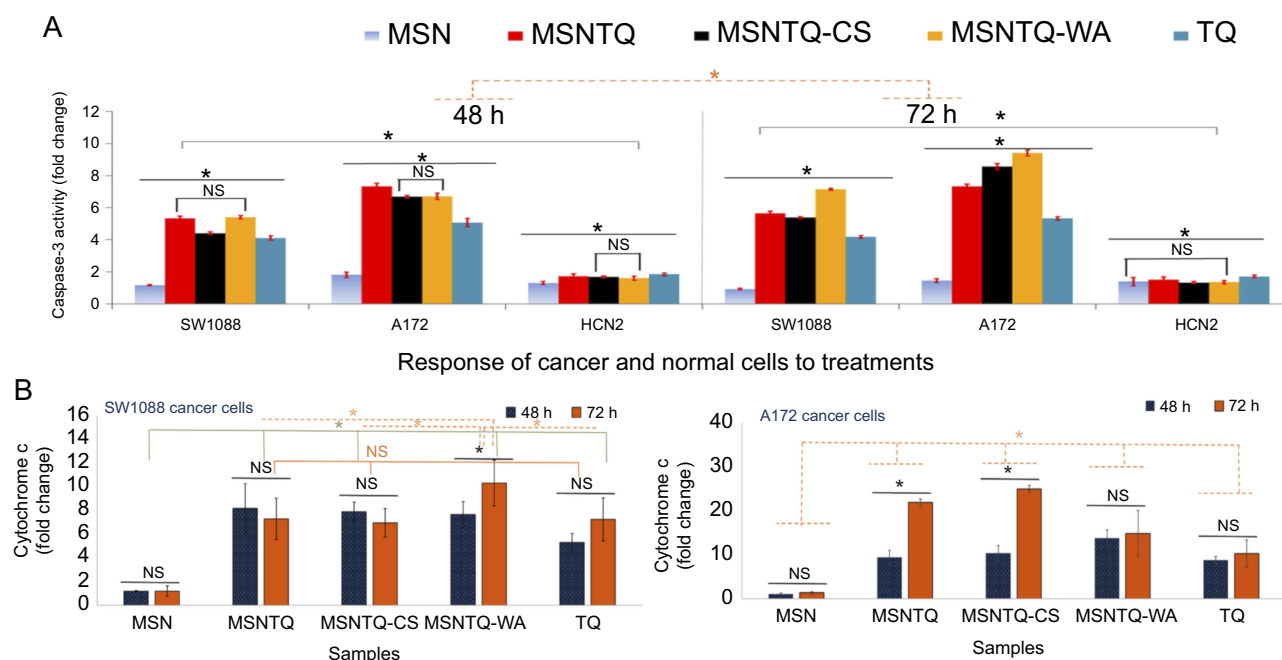 A
MSN MSNTQ MSNTQ-CS MSNTQ-WA TQ
*
Caspase-3 activity (fold change)
12
10
8
6
4
2
0
48 h
72 h
*
*
*
*
*
*
NS
NS
*
NS
*
NS
*
SW1088 A172 HCN2 SW1088 A172 HCN2
Response of cancer and normal cells to treatments
B
SW1088 cancer cells
48 h 72 h
Cytochrome c
(fold change)
16
14
12
10
8
6
4
2
0
*
*
*
*
*
NS
NS
NS
NS
NS
MSN MSNTQ MSNTQ-CS MSNTQ-WA TQ
Samples
A172 cancer cells
48 h 72 h
Cytochrome c
(fold change)
40
30
20
10
0
*
*
*
NS
NS
NS
MSN MSNTQ MSNTQ-CS MSNTQ-WA TQ
Samples